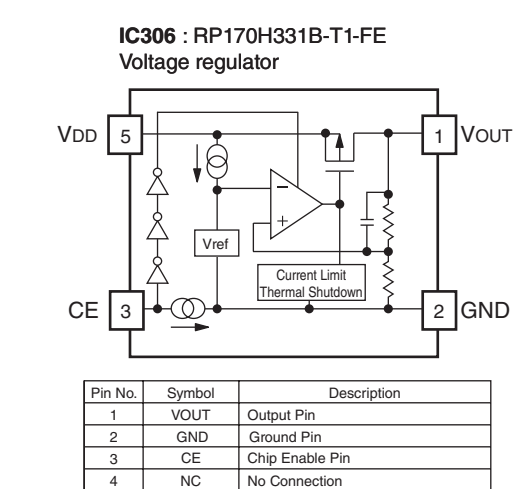 IC306 : RP170H331B-T1-FE
Voltage regulator
VDD 5
1 VOUT
Vref
Current Limit
Thermal Shutdown
CE 3
2 GND
Pin No. Symbol Description
1 VOUT Output Pin
2 GND Ground Pin
3 CE Chip Enable Pin
4 NC No Connection